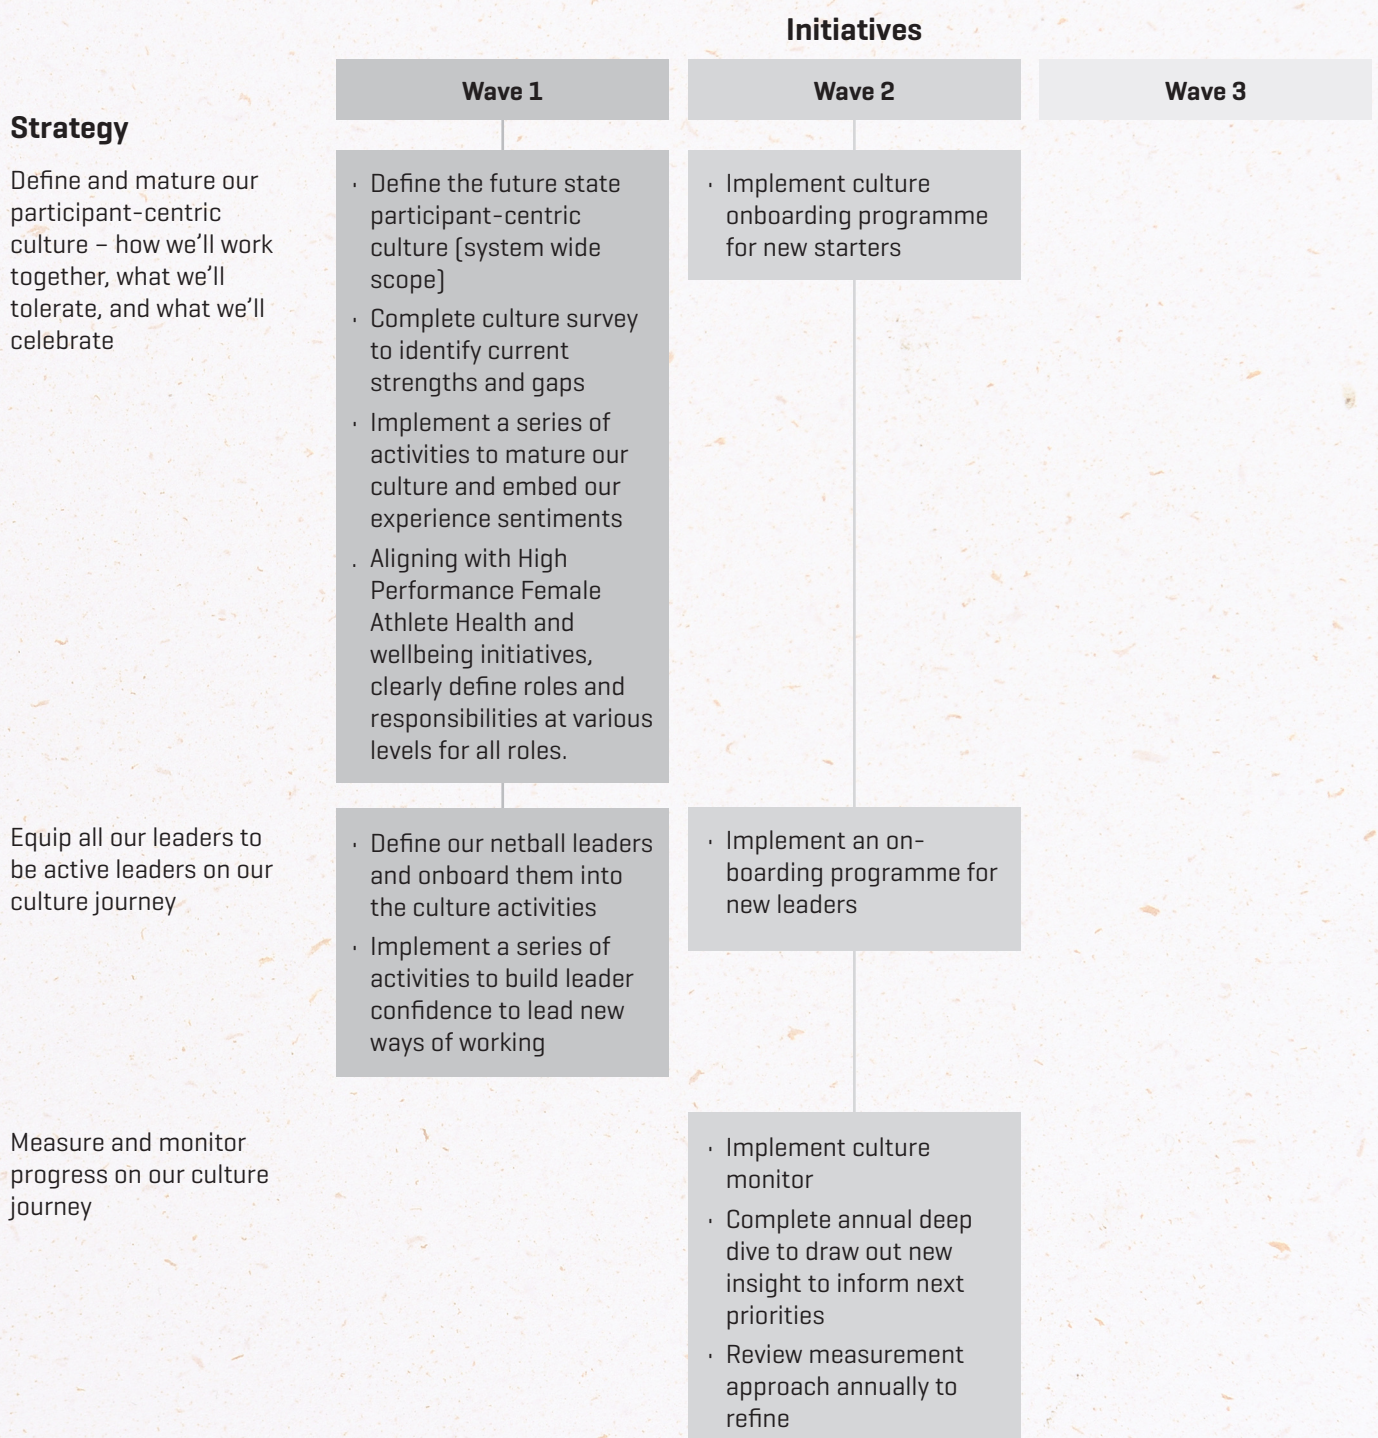 Initiatives
Wave 1
Wave 2
Wave 3
Strategy
Define and mature our
participant-centric
culture – how we'll work
together, what we'll
tolerate, and what we'll
celebrate
· Define the future state
participant-centric
culture (system wide
scope)
· Complete culture survey
to identify current
strengths and gaps
· Implement a series of
activities to mature our
culture and embed our
experience sentiments
. Aligning with High
Performance Female
Athlete Health and
wellbeing initiatives,
clearly define roles and
responsibilities at various
levels for all roles.
· Implement culture
onboarding programme
for new starters
Equip all our leaders to
be active leaders on our
culture journey
· Define our netball leaders
and onboard them into
the culture activities
· Implement a series of
activities to build leader
confidence to lead new
ways of working
· Implement an on-
boarding programme for
new leaders
Measure and monitor
progress on our culture
journey
· Implement culture
monitor
· Complete annual deep
dive to draw out new
insight to inform next
priorities
· Review measurement
approach annually to
refine